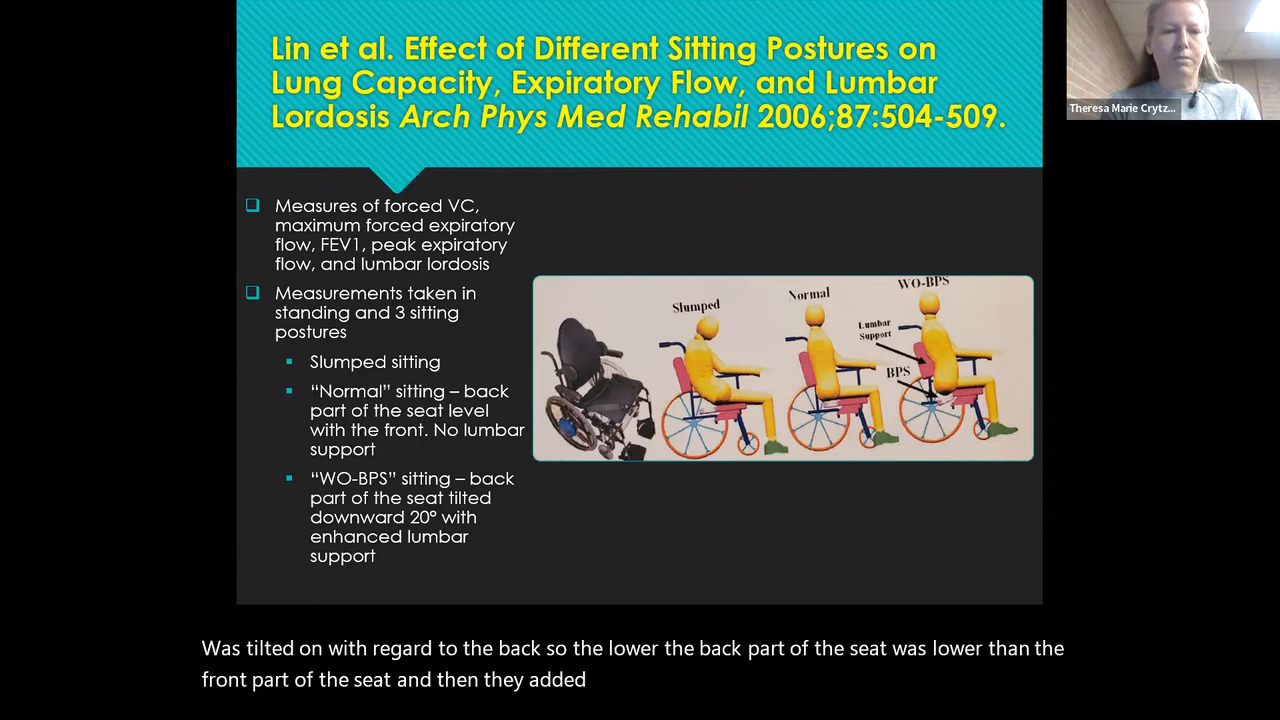 Lin et al. Effect of Different Sitting Postures on
Lung Capacity, Expiratory Flow, and Lumbar
Lordosis Arch Phys Med Rehabil 2006;87:504-509.
Theresa Marie Crytz...
Measures of forced VC,
maximum forced expiratory
flow, FEV1, peak expiratory
flow, and lumbar lordosis
Measurements taken in
standing and 3 sitting
postures
Slumped sitting
“Normal” sitting – back
part of the seat level
with the front. No lumbar
support
“WO-BPS” sitting – back
part of the seat tilted
downward 20° with
enhanced lumbar
support
Slumped
Normal
WO-BPS
Lumbar
Support
BPS
Was tilted on with regard to the back so the lower the back part of the seat was lower than the
front part of the seat and then they added